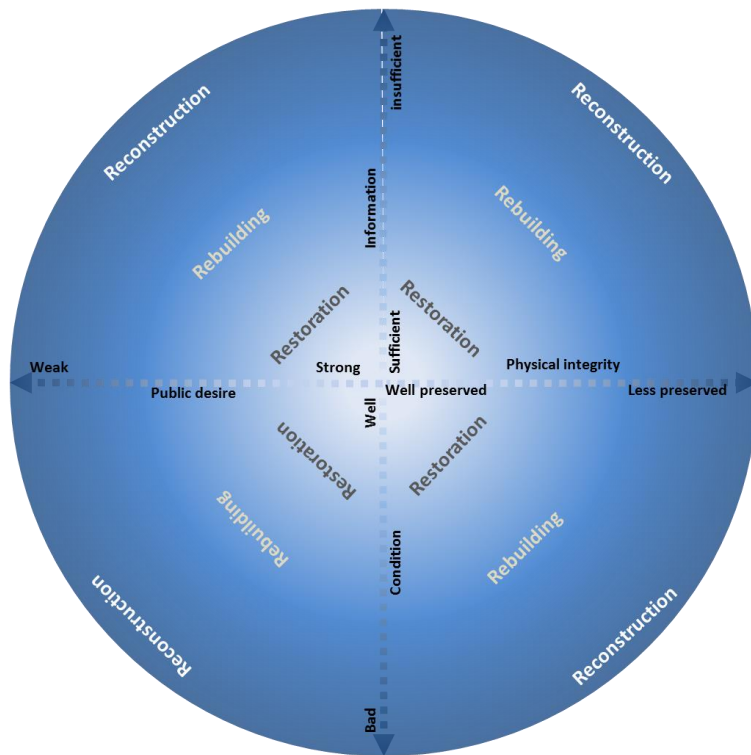 insufficient
Reconstruction
Reconstruction
Information
Rebuilding
Rebuilding
Restoration
Restoration
Sufficient
Weak
Strong
Physical integrity
Public desire
Well preserved
Less preserved
Well
Restoration
Restoration
Rebuilding
Condition
Rebuilding
Reconstruction
Reconstruction
Bad